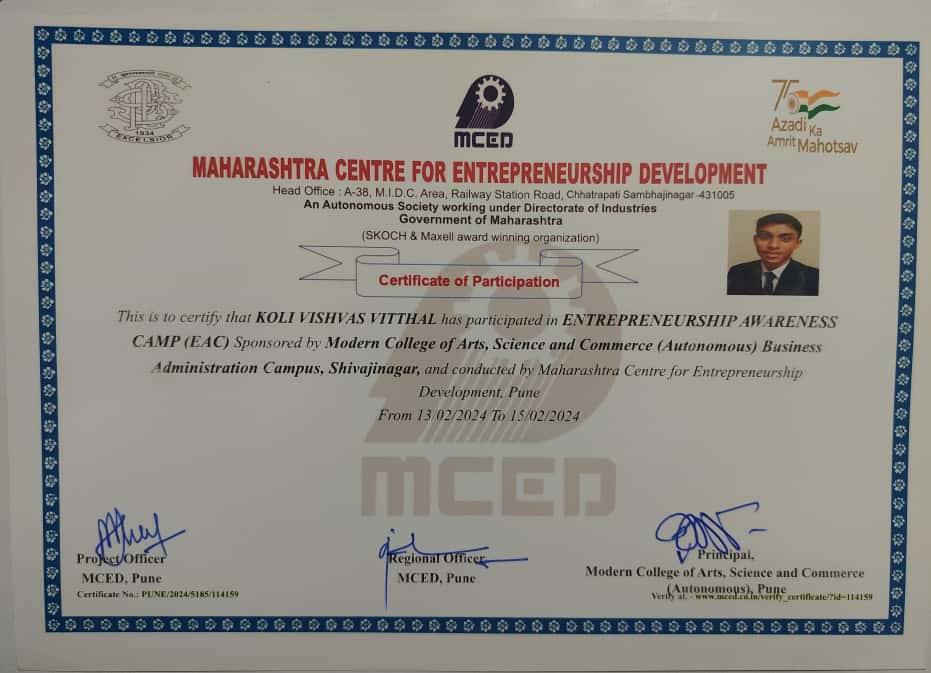 1934
EXCELSIOR
MCED
75
Azadi Ka
Amrit Mahotsav
MAHARASHTRA CENTRE FOR ENTREPRENEURSHIP DEVELOPMENT
Head Office : A-38, M.I.D.C. Area, Railway Station Road, Chhatrapati Sambhajinagar -431005
An Autonomous Society working under Directorate of Industries
Government of Maharashtra
(SKOCH & Maxell award winning organization)
Certificate of Participation
This is to certify that KOLI VISHVAS VITTHAL has participated in ENTREPRENEURSHIP AWARENESS
CAMP (EAC) Sponsored by Modern College of Arts, Science and Commerce (Autonomous) Business
Administration Campus, Shivajinagar, and conducted by Maharashtra Centre for Entrepreneurship
Development, Pune
From 13/02/2024 To 15/02/2024
MCED
Project Officer
MCED, Pune
Certificate No.: PUNE/2024/5185/114159
Regional Officer
MCED, Pune
Principal,
Modern College of Arts, Science and Commerce
(Autonomous), Pune
Verify at. - www.mced.co.in/verify_certificate/?id=114159